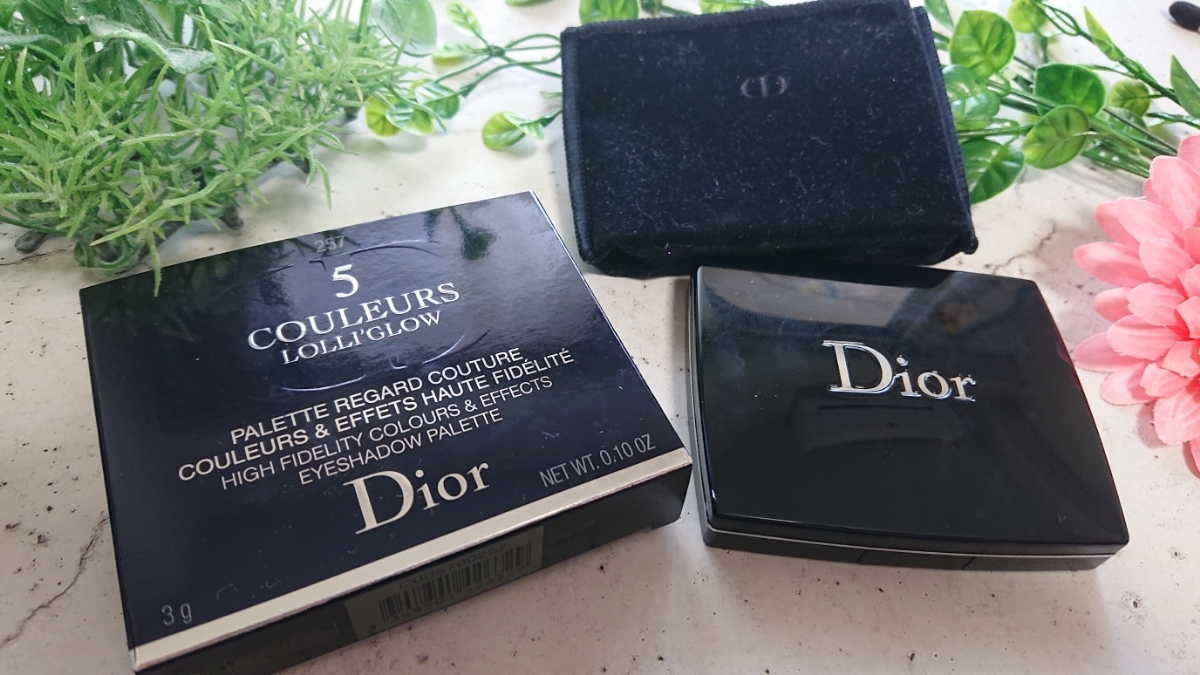 257
5
COULEURS
LOLLI'GLOW
PALETTE REGARD COUTURE
COULEURS & EFFETS HAUTE FIDÉLITÉ
HIGH FIDELITY COLOURS & EFFECTS
EYESHADOW PALETTE
Dior
NET WT. 0.10 OZ
3 g
CD
Dior